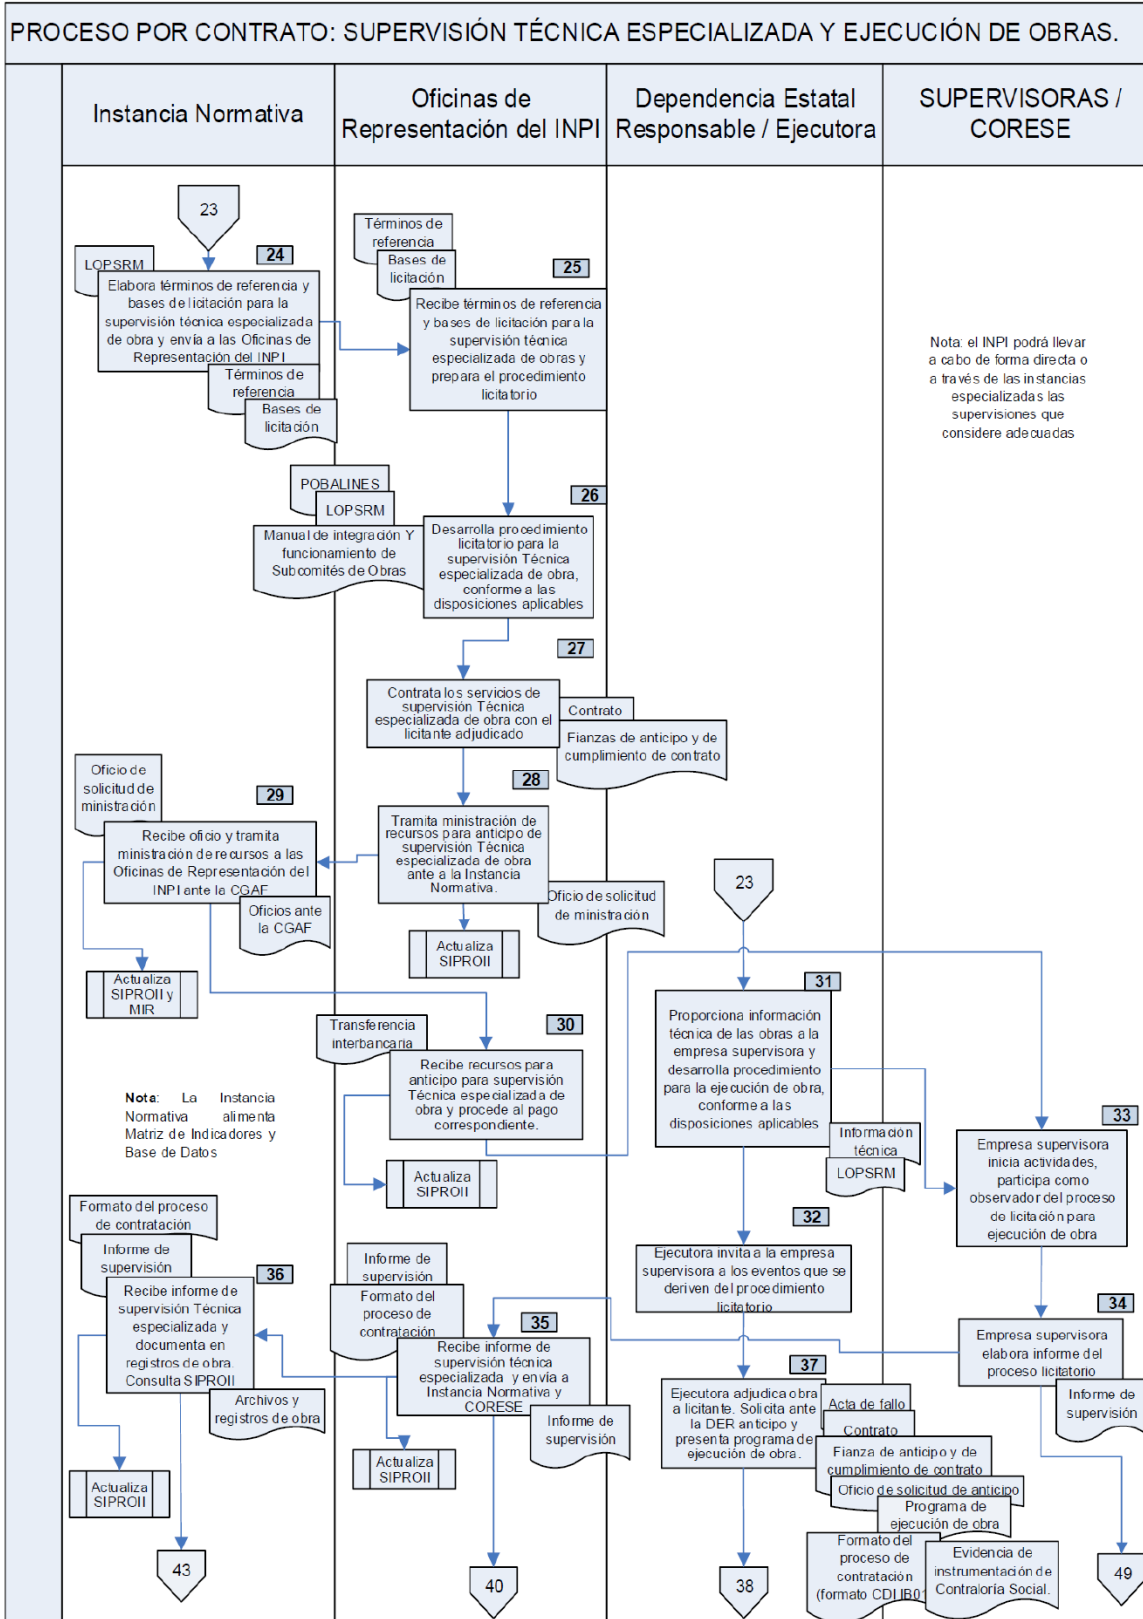 PROCESO POR CONTRATO: SUPERVISIÓN TÉCNICA ESPECIALIZADA Y EJECUCIÓN DE OBRAS.
Instancia Normativa
Oficinas de
Representación del INPI
Dependencia Estatal
Responsable / Ejecutora
SUPERVISORAS /
CORESE
23
LOPSRM
24
Elabora términos de referencia y
bases de licitación para la
supervisión técnica especializada
de obra y envía a las Oficinas de
Representación del INPI
Términos de
referencia
Bases de
licitación
Términos de
referencia
Bases de
licitación
25
Recibe términos de referencia
y bases de licitación para la
supervisión técnica
especializada de obras y
prepara el procedimiento
licitatorio
Nota: el INPI podrá llevar
a cabo de forma directa o
a través de las instancias
especializadas las
supervisiones que
considere adecuadas
POBALINES
LOPSRM
Manual de integración Y
funcionamiento de
Subcomités de Obras
26
Desarrolla procedimiento
licitatorio para la
supervisión Técnica
especializada de obra,
conforme a las
disposiciones aplicables
27
Contrata los servicios de
supervisión Técnica
especializada de obra con el
licitante adjudicado
Contrato
Fianzas de anticipo y de
cumplimiento de contrato
28
Tramita ministración de
recursos para anticipo de
supervisión Técnica
especializada de obra
ante a la Instancia
Normativa.
Oficio de solicitud
de ministración
Actualiza
SIPROII
Oficio de
solicitud de
ministración
29
Recibe oficio y tramita
ministración de recursos a las
Oficinas de Representación del
INPI ante la CGAF
Oficios ante
la CGAF
Actualiza
SIPROII y
MIR
Transferencia
interbancaria
30
Recibe recursos para
anticipo para supervisión
Técnica especializada de
obra y procede al pago
correspondiente.
Actualiza
SIPROII
Nota: La Instancia
Normativa alimenta
Matriz de Indicadores y
Base de Datos
23
31
Proporciona información
técnica de las obras a la
empresa supervisora y
desarrolla procedimiento
para la ejecución de obra,
conforme a las
disposiciones aplicables
Información
técnica
LOPSRM
32
Ejecutora invita a la empresa
supervisora a los eventos que se
deriven del procedimiento
licitatorio
33
Empresa supervisora
inicia actividades,
participa como
observador del proceso
de licitación para
ejecución de obra
34
Empresa supervisora
elabora informe del
proceso licitatorio
Informe de
supervisión
Informe de
supervisión
Formato del
proceso de
contratación
35
Recibe informe de
supervisión técnica
especializada y envía a
Instancia Normativa y
CORESE
Informe de
supervisión
Actualiza
SIPROII
Formato del proceso
de contratación
Informe de
supervisión
36
Recibe informe de
supervisión Técnica
especializada y
documenta en
registros de obra.
Consulta SIPROII
Archivos y
registros de obra
Actualiza
SIPROII
37
Ejecutora adjudica obra
a licitante. Solicita ante
la DER anticipo y
presenta programa de
ejecución de obra.
Acta de fallo
Contrato
Fianza de anticipo y de
cumplimiento de contrato
Oficio de solicitud de anticipo
Programa de
ejecución de obra
Formato del
proceso de
contratación
(formato CDI IB01
Evidencia de
instrumentación de
Contraloría Social.
43
40
38
49